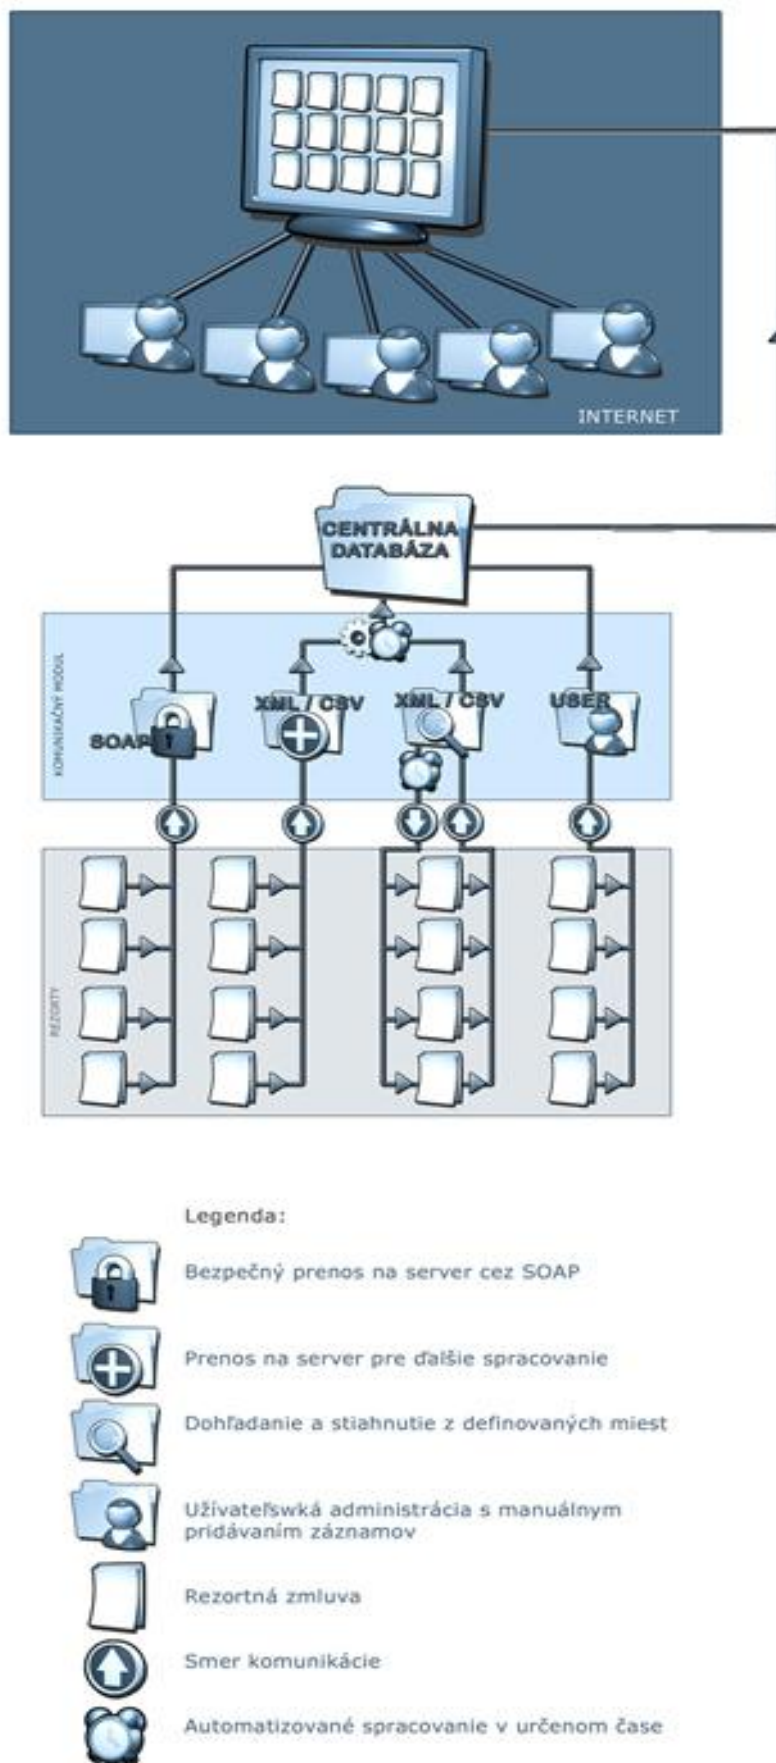 INTERNET
CENTRÁLNA
DATABÁZA
KOMUNIKAČNÝ MODUL
SOAP
XML / CSV
XML / CSV
USER
REZORTY
Legenda:
Bezpečný prenos na server cez SOAP
Prenos na server pre ďalšie spracovanie
Dohľadanie a stiahnutie z definovaných miest
Užívateľswká administrácia s manuálnym
pridávaním záznamov
Rezortná zmluva
Smer komunikácie
Automatizované spracovanie v určenom čase